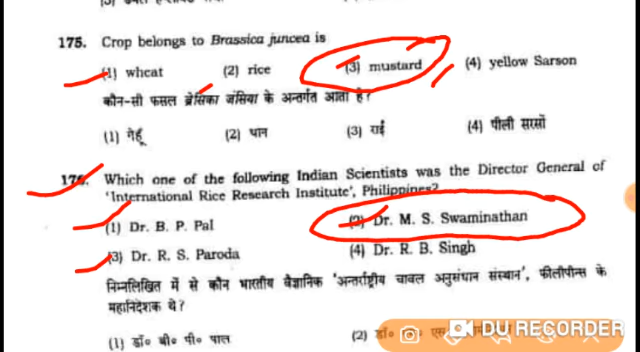 175. Crop belongs to Brassica juncea is
(1) wheat (2) rice (3) mustard (4) yellow Sarson
कौन-सी फसल ब्रेसिका जंसिया के अन्तर्गत आता है?
(1) गेहूँ (2) धान (3) राई (4) पीली सरसों
176. Which one of the following Indian Scientists was the Director General of
'International Rice Research Institute', Philippines?
(1) Dr. B. P. Pal (2) Dr. M. S. Swaminathan
(3) Dr. R. S. Paroda (4) Dr. R. B. Singh
निम्नलिखित में से कौन भारतीय वैज्ञानिक 'अन्तर्राष्ट्रीय चावल अनुसंधान संस्थान', फीलीपीन्स के
महानिदेशक थे?
(1) डॉ० बी० पी० पाल (2) डॉ०
DU RECORDER